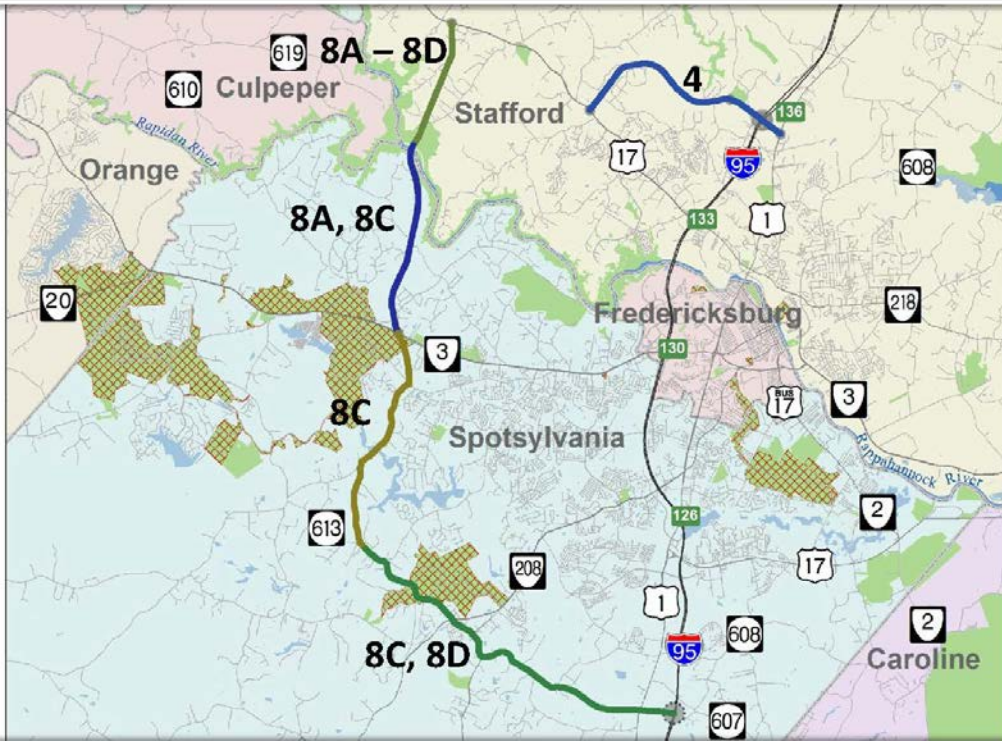 619
8A – 8D
610
Culpeper
4
136
Stafford
Rapidan River
17
95
608
Orange
8A, 8C
133
1
20
218
Fredericksburg
3
130
8C
BUS
17
3
Spotsylvania
Rappahannock River
613
126
2
208
17
1
608
2
95
8C, 8D
Caroline
607